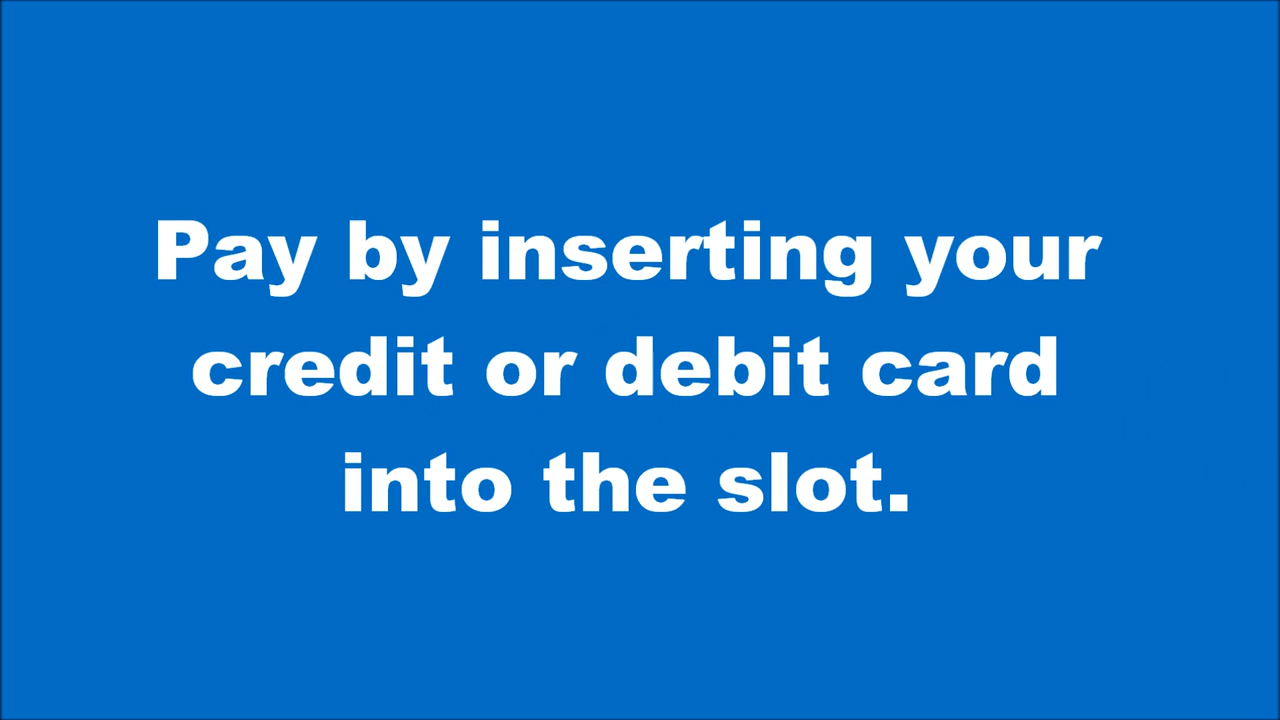 Pay by inserting your
credit or debit card
into the slot.